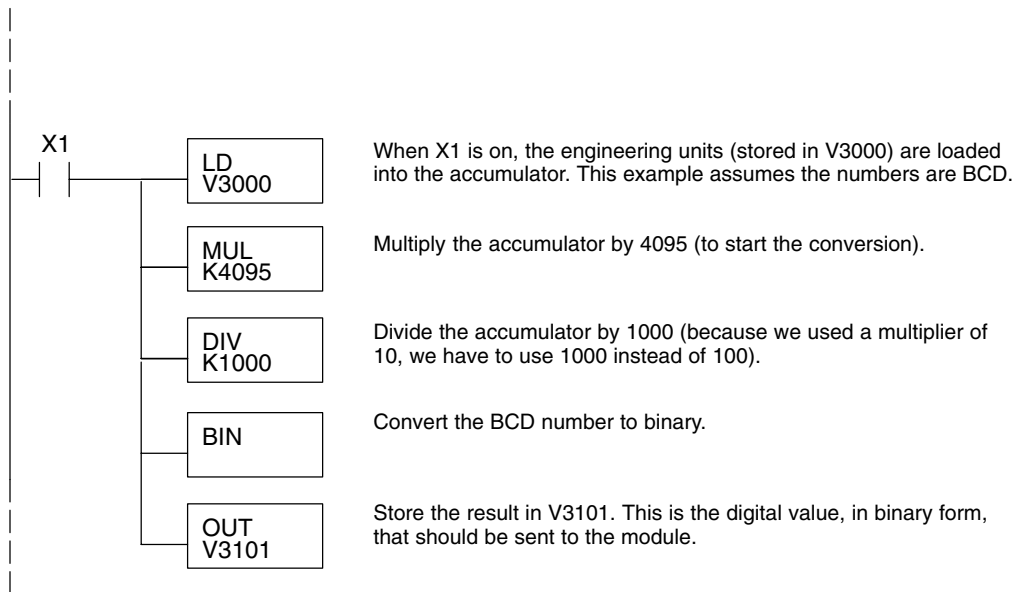 X1
LD
V3000
When X1 is on, the engineering units (stored in V3000) are loaded
into the accumulator. This example assumes the numbers are BCD.
MUL
K4095
Multiply the accumulator by 4095 (to start the conversion).
DIV
K1000
Divide the accumulator by 1000 (because we used a multiplier of
10, we have to use 1000 instead of 100).
BIN
Convert the BCD number to binary.
OUT
V3101
Store the result in V3101. This is the digital value, in binary form,
that should be sent to the module.